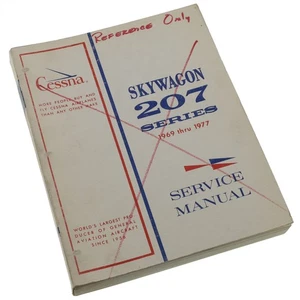 Reference Only
Cessna.
MORE PEOPLE BUY AND
FLY CESSNA AIRPLANES
THAN ANY OTHER MAKE
SKYWAGON
207
SERIES
1969 thru 1977
SERVICE
MANUAL
WORLD'S LARGEST PRO-
DUCER OF GENERAL
AVIATION AIRCRAFT
SINCE 1956